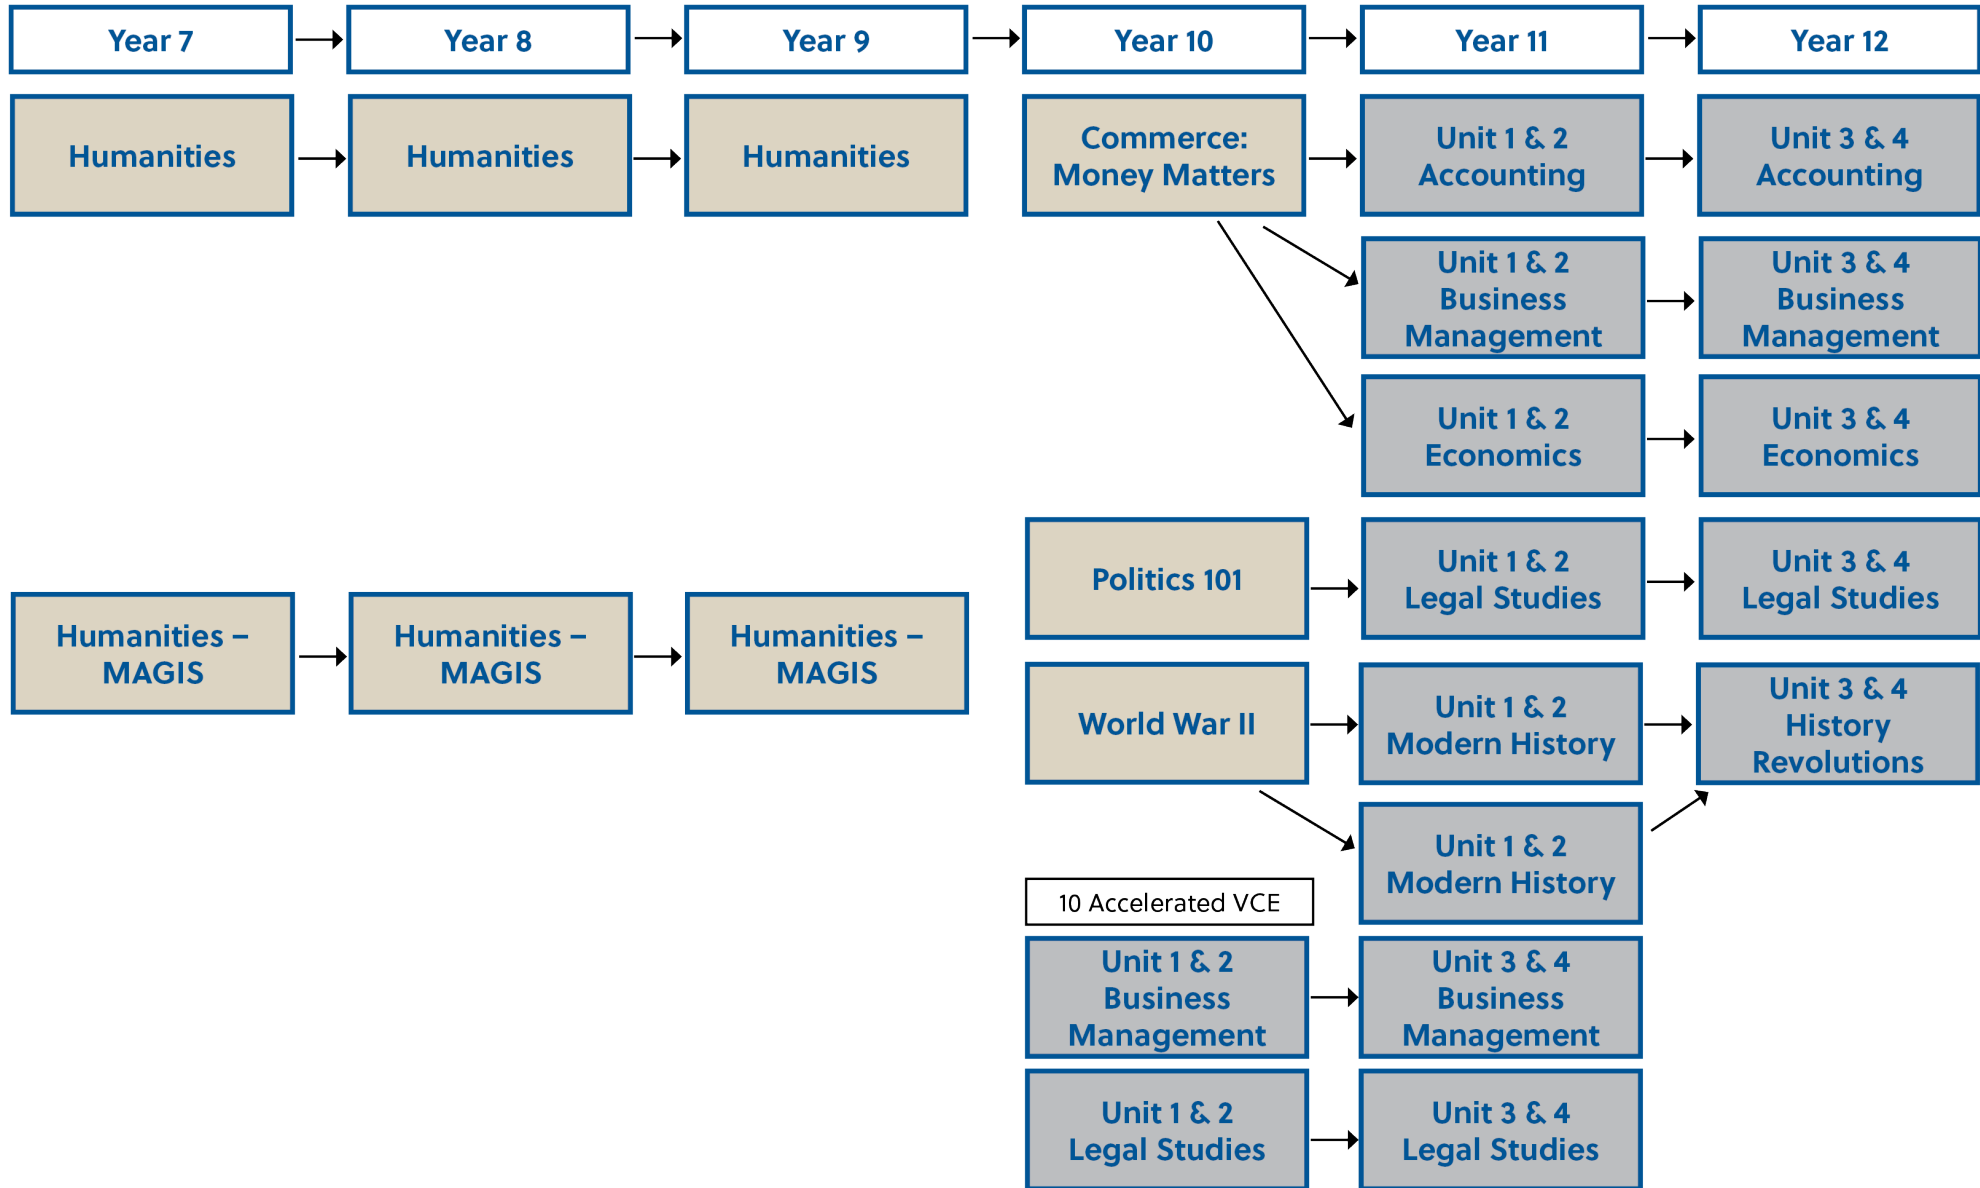 Year 7
Year 8
Year 9
Year 10
Year 11
Year 12
Humanities
Humanities
Humanities
Commerce:
Money Matters
Unit 1 & 2
Accounting
Unit 3 & 4
Accounting
Unit 1 & 2
Business
Management
Unit 3 & 4
Business
Management
Unit 1 & 2
Economics
Unit 3 & 4
Economics
Politics 101
Unit 1 & 2
Legal Studies
Unit 3 & 4
Legal Studies
Humanities –
MAGIS
Humanities –
MAGIS
Humanities –
MAGIS
World War II
Unit 1 & 2
Modern History
Unit 3 & 4
History
Revolutions
Unit 1 & 2
Modern History
10 Accelerated VCE
Unit 1 & 2
Business
Management
Unit 3 & 4
Business
Management
Unit 1 & 2
Legal Studies
Unit 3 & 4
Legal Studies